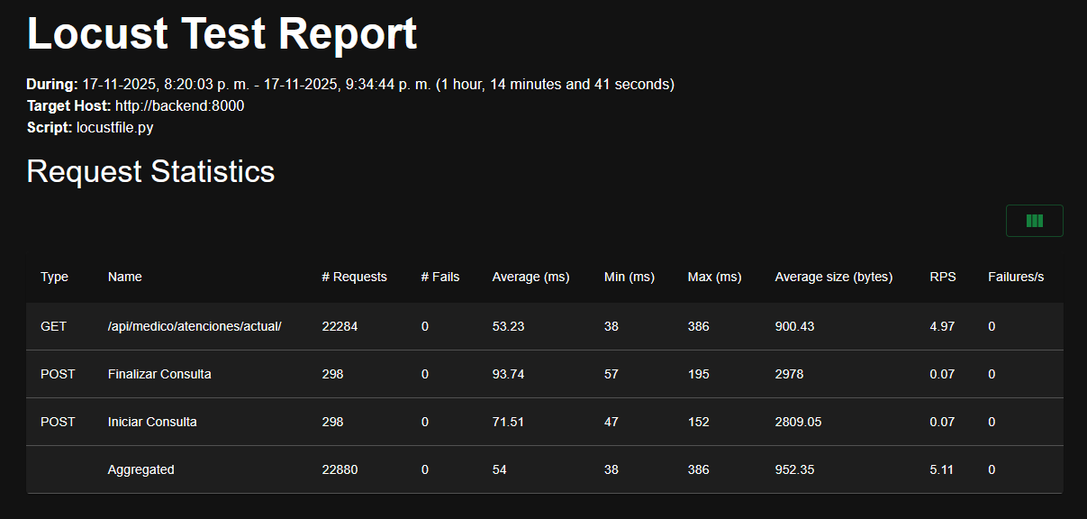 Locust Test Report
During: 17-11-2025, 8:20:03 p. m. - 17-11-2025, 9:34:44 p. m. (1 hour, 14 minutes and 41 seconds)
Target Host: http://backend:8000
Script: locustfile.py
Request Statistics
Type Name # Requests # Fails Average (ms) Min (ms) Max (ms) Average size (bytes) RPS Failures/s
GET /api/medico/atenciones/actual/ 22284 0 53.23 38 386 900.43 4.97 0
POST Finalizar Consulta 298 0 93.74 57 195 2978 0.07 0
POST Iniciar Consulta 298 0 71.51 47 152 2809.05 0.07 0
Aggregated 22880 0 54 38 386 952.35 5.11 0